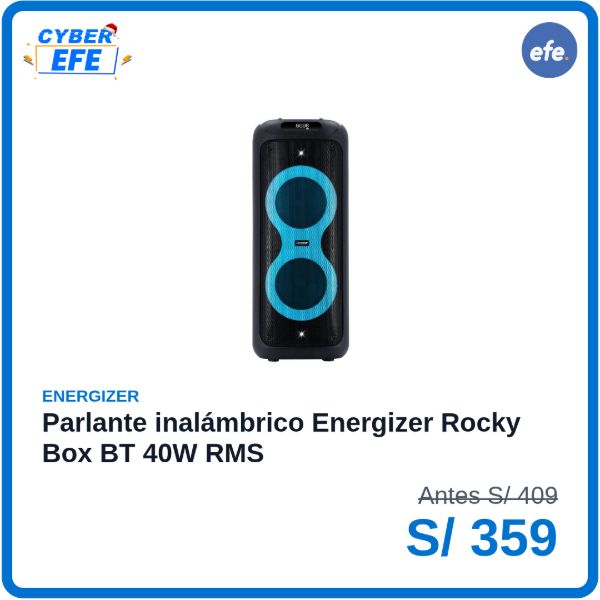 CYBER
EFE
efe.
ENERGIZER
Parlante inalámbrico Energizer Rocky
Box BT 40W RMS
Antes S/ 409
S/ 359